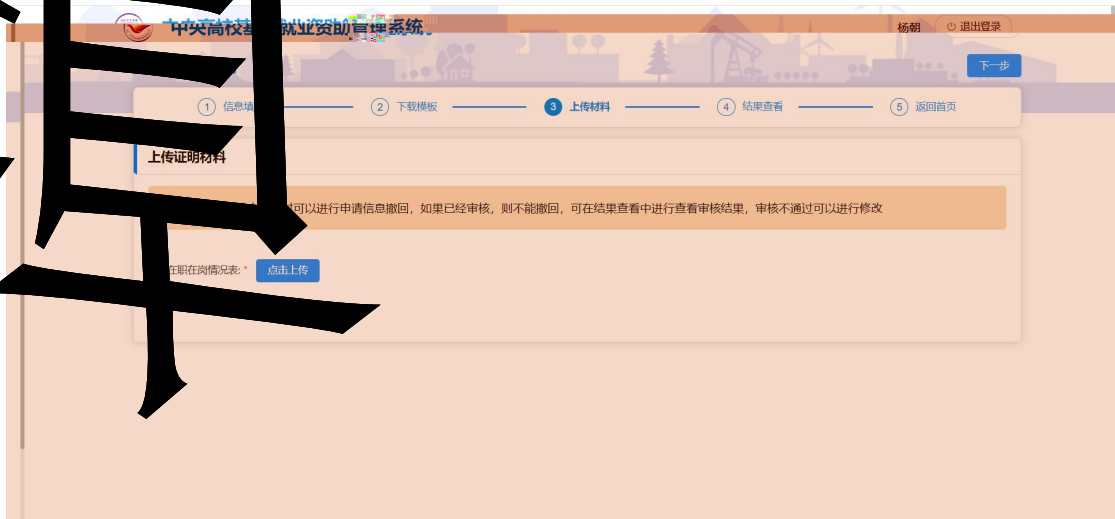 中央高校基 就业资助管理系统
杨朝 退出登录
下一步
1 信息填 2 下载模板 3 上传材料 4 结果查看 5 返回首页
上传证明材料
可以进行申请信息撤回，如果已经审核，则不能撤回，可在结果查看中进行查看审核结果，审核不通过可以进行修改
在职在岗情况表: * 点击上传